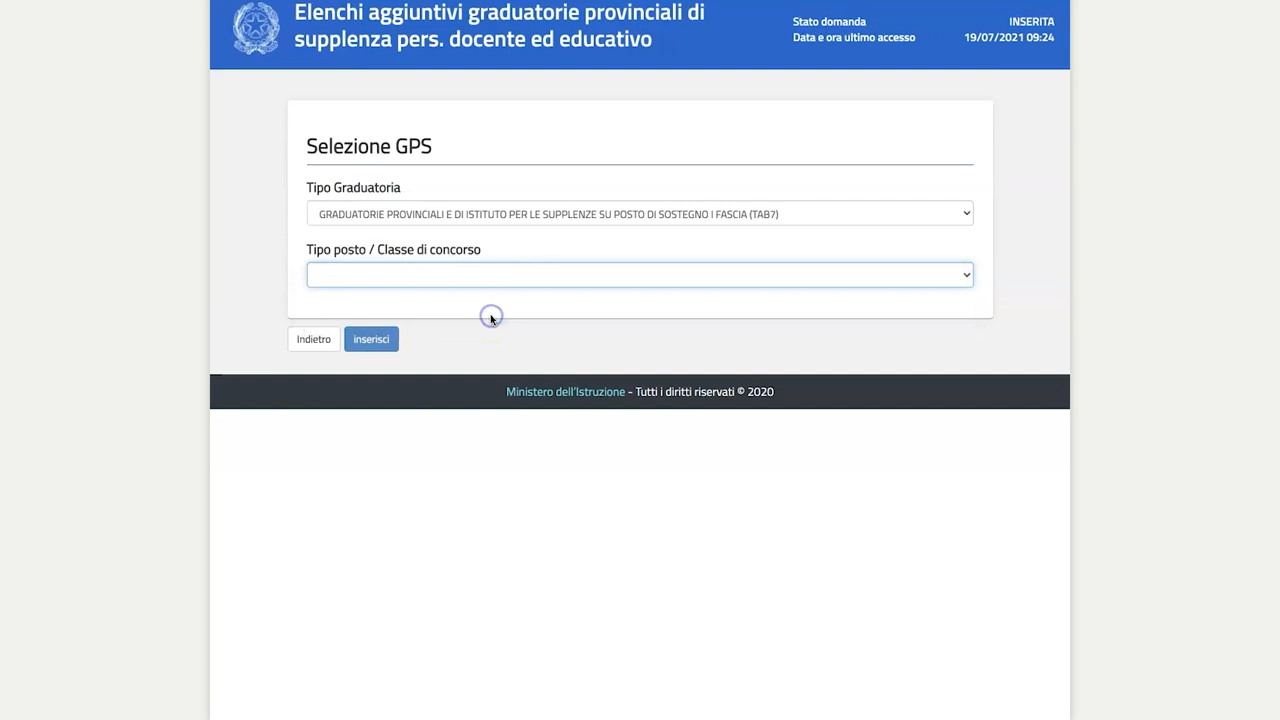 Elenchi aggiuntivi graduatorie provinciali di
supplenza pers. docente ed educativo
Stato domanda INSERITA
Data e ora ultimo accesso 19/07/2021 09:24
Selezione GPS
Tipo Graduatoria
GRADUATORIE PROVINCIALI E DI ISTITUTO PER LE SUPPLENZE SU POSTO DI SOSTEGNO I FASCIA (TAB7)
Tipo posto / Classe di concorso
Indietro inserisci
Ministero dell'Istruzione - Tutti i diritti riservati © 2020